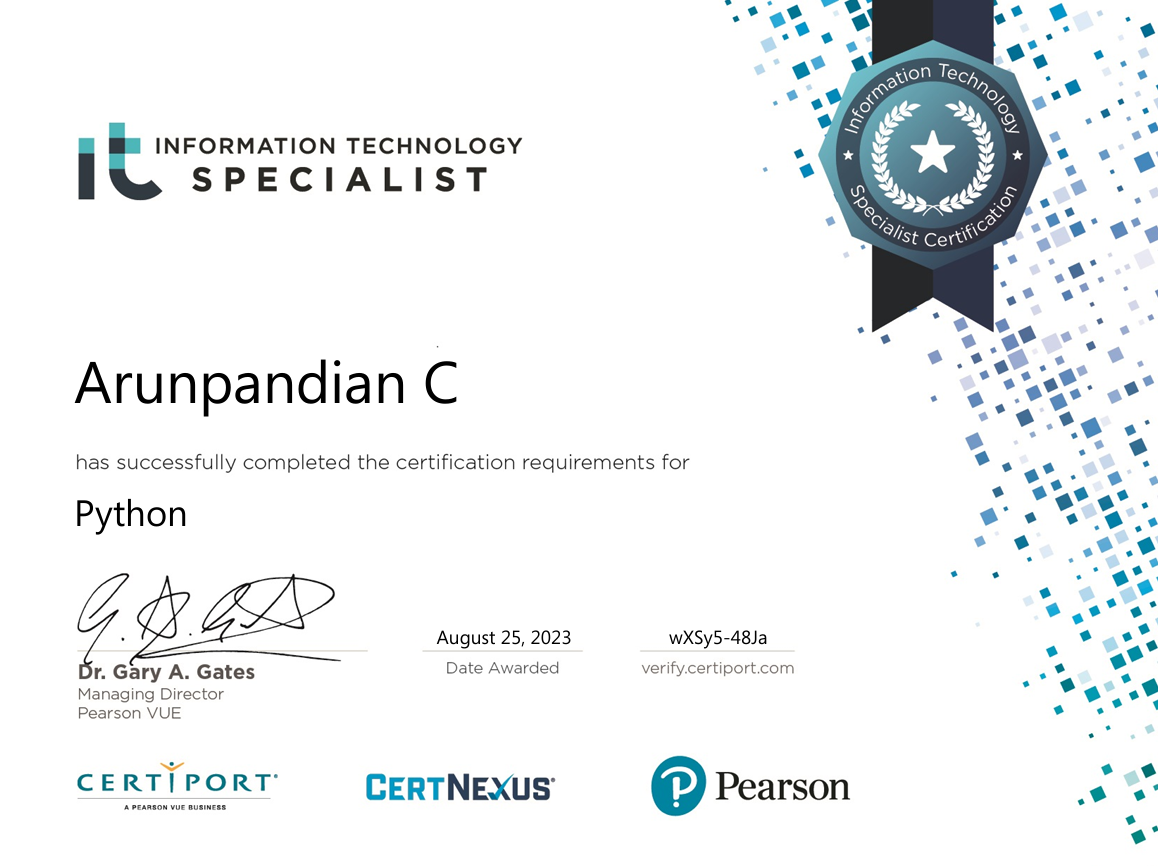 it INFORMATION TECHNOLOGY
SPECIALIST
Information Technology
Specialist Certification
Arunpandian C
has successfully completed the certification requirements for
Python
G. A. Gates
August 25, 2023
wXSy5-48Ja
Dr. Gary A. Gates
Date Awarded
verify.certiport.com
Managing Director
Pearson VUE
CERTIPORT®
A PEARSON VUE BUSINESS
CERTNEXUS®
P Pearson